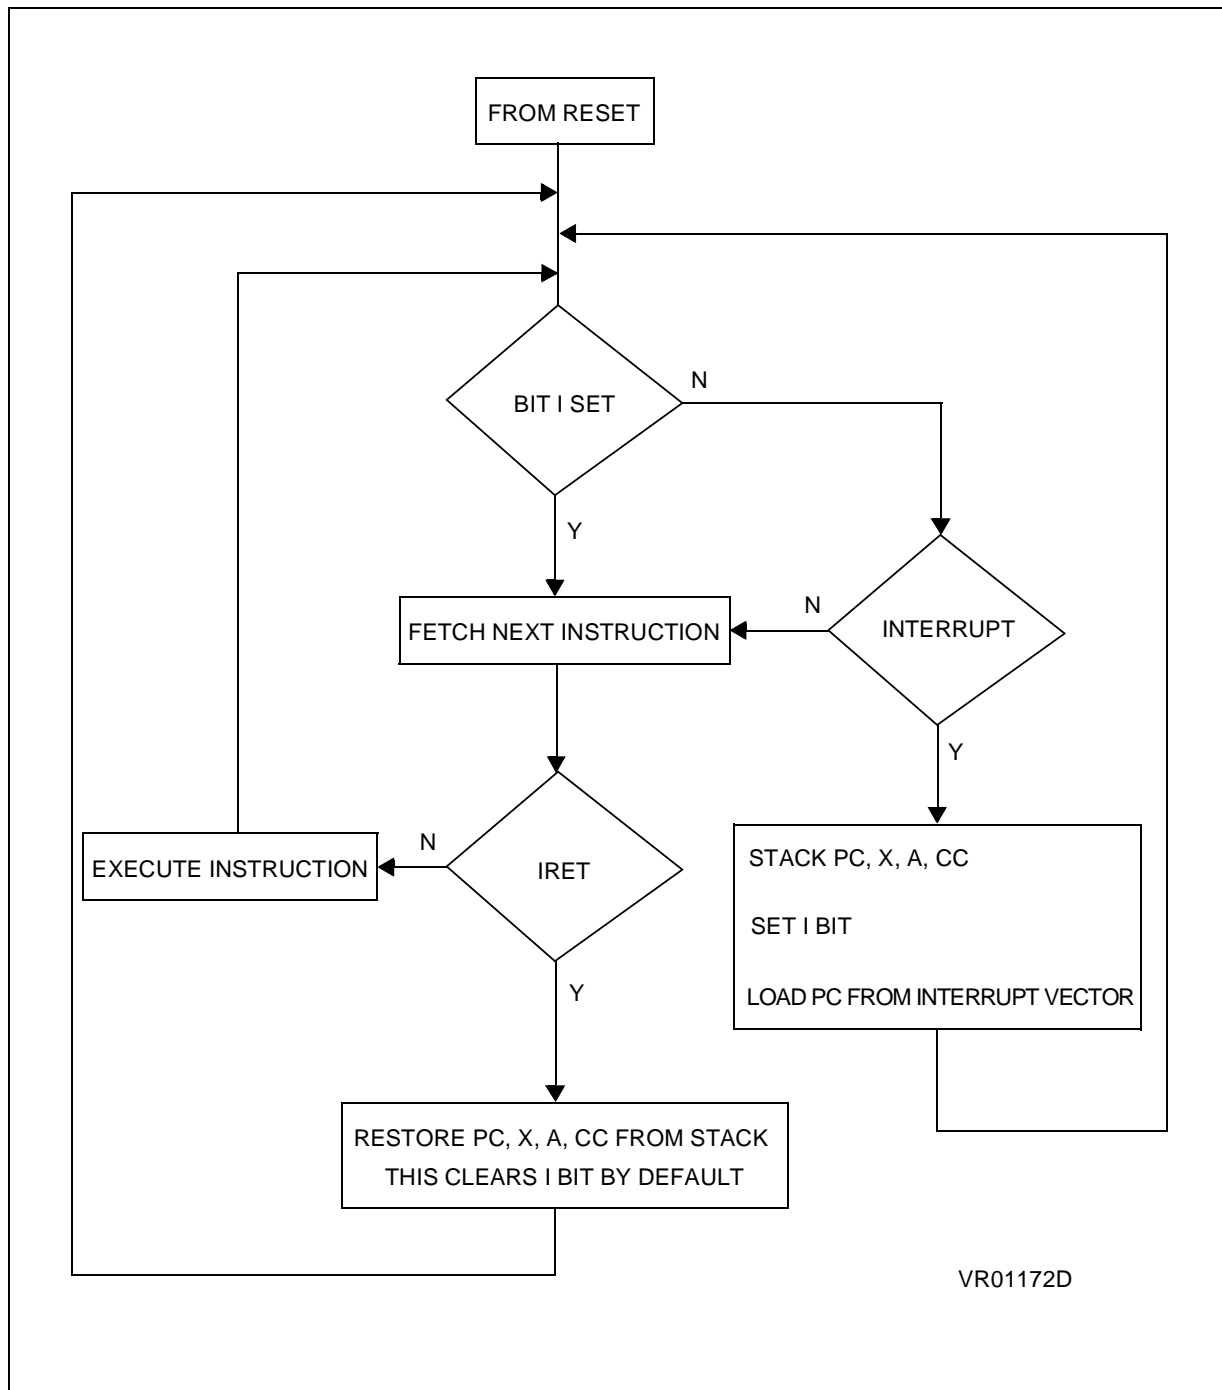 FROM RESET
BIT I SET
N
Y
FETCH NEXT INSTRUCTION
N
INTERRUPT
Y
EXECUTE INSTRUCTION
N
IRET
Y
STACK PC, X, A, CC
SET I BIT
LOAD PC FROM INTERRUPT VECTOR
RESTORE PC, X, A, CC FROM STACK
THIS CLEARS I BIT BY DEFAULT
VR01172D